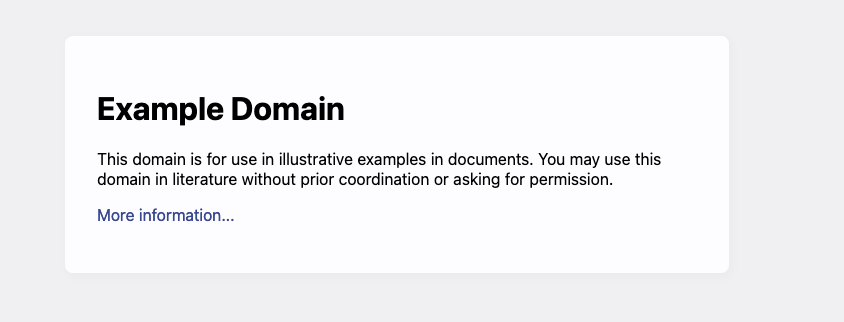 Example Domain
This domain is for use in illustrative examples in documents. You may use this
domain in literature without prior coordination or asking for permission.
More information...